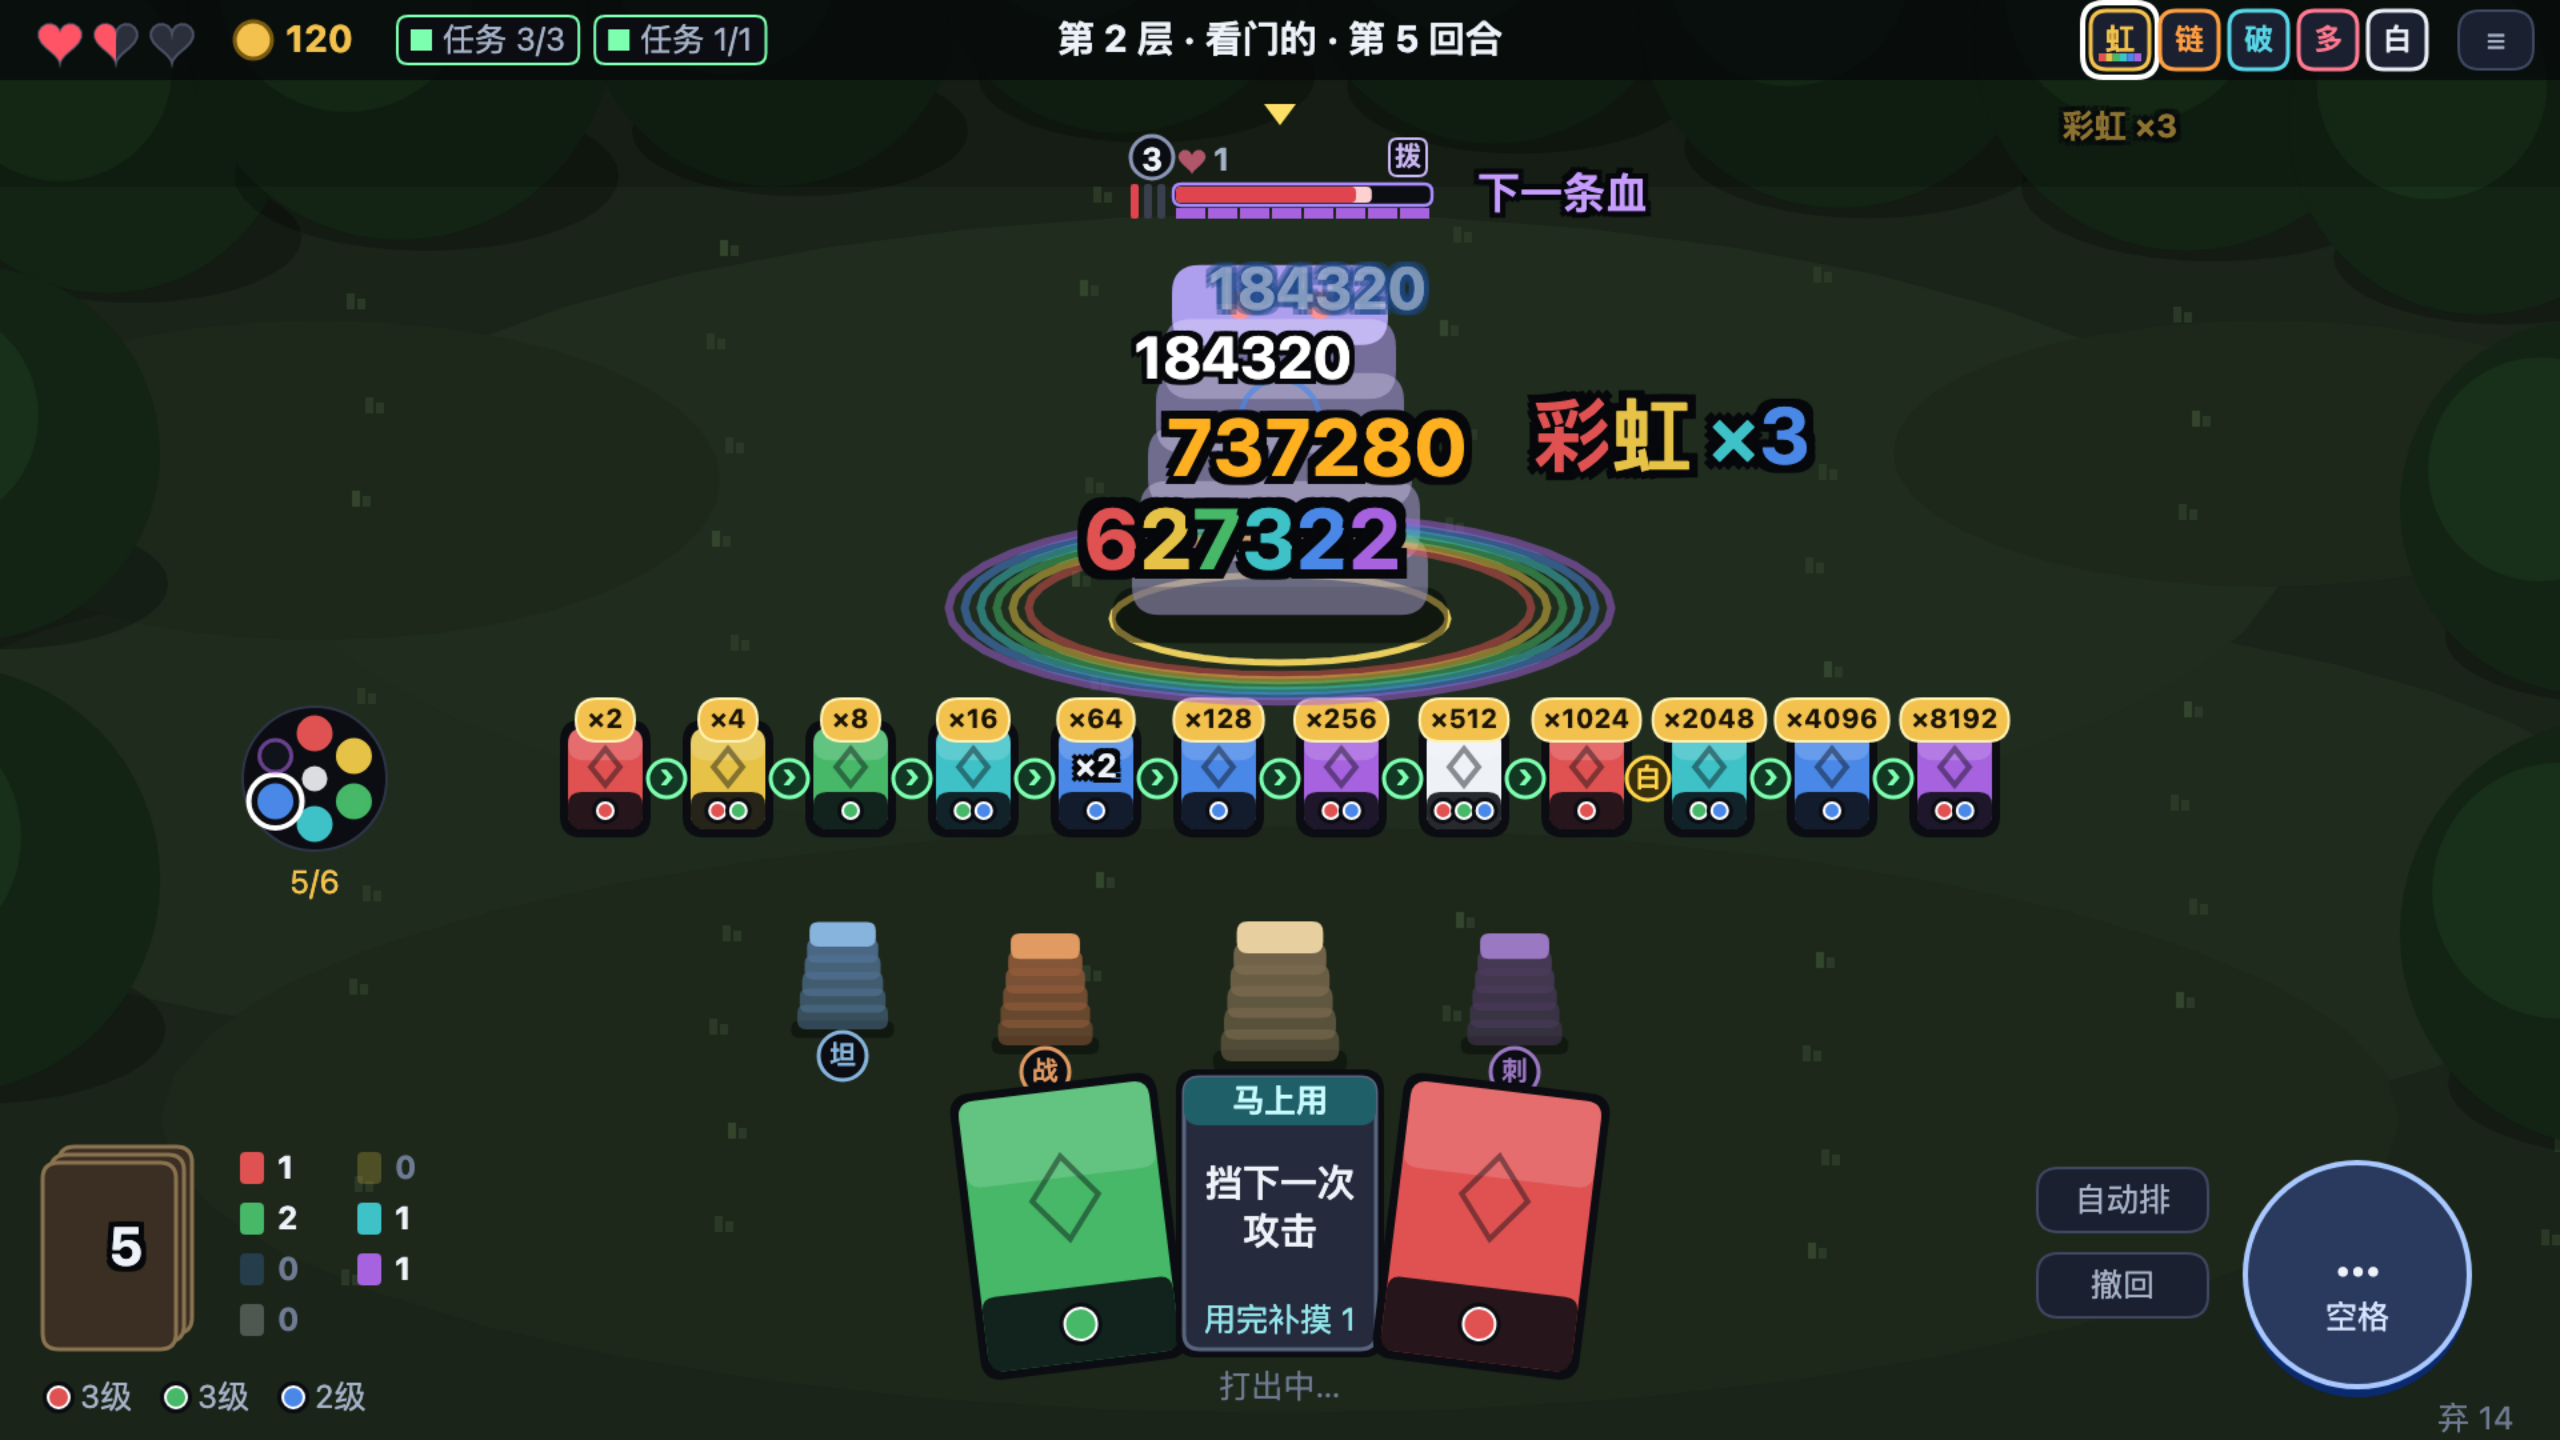 120
任务 3/3
任务 1/1
第 2 层 · 看门的 · 第 5 回合
虹
链
破
多
白
≡
彩虹 ×3
3
1
拨
下一条血
184320
184320
737280
彩虹 ×3
627322
×2
×4
×8
×16
×64
×128
×256
×512
×1024
×2048
×4096
×8192
×2
白
5/6
坦
战
刺
马上用
挡下一次
攻击
用完补摸 1
打出中...
5
1
0
2
1
0
1
0
3级
3级
2级
自动排
撤回
...
空格
弃 14